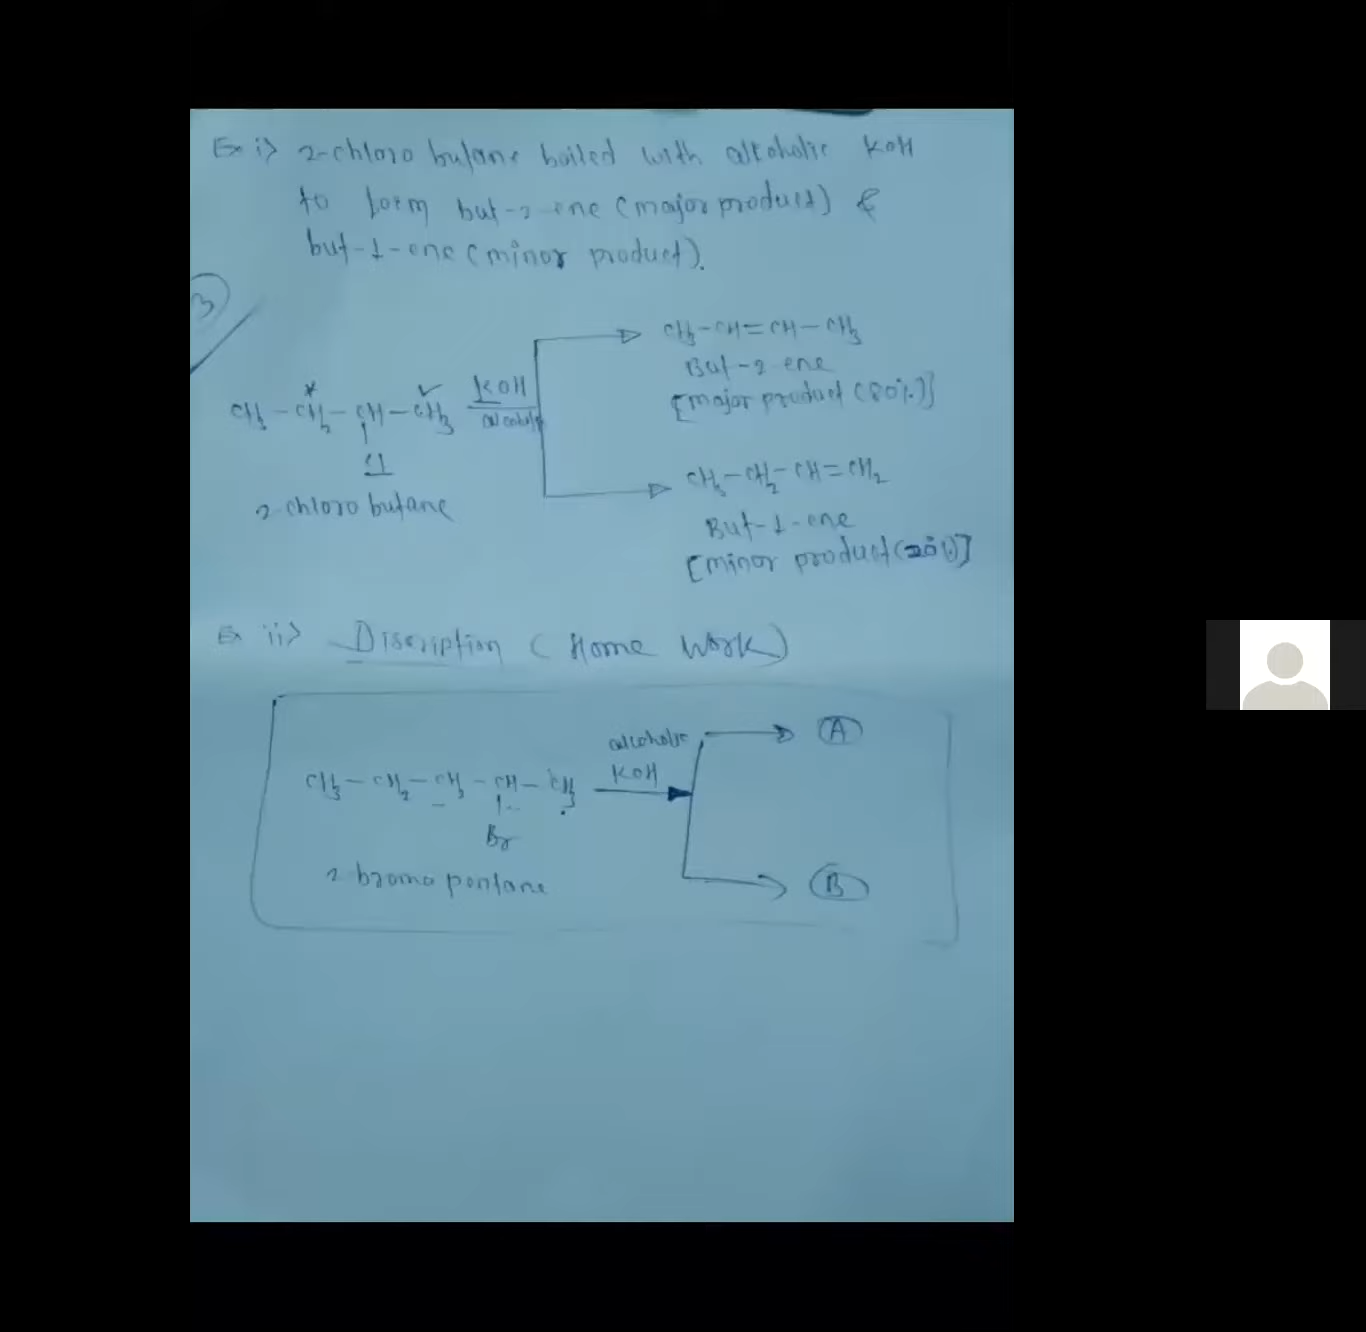 Ex i> 2-chloro butane boiled with alcoholic KOH
to form but-2-ene (major product) &
but-1-ene (minor product).
3
CH3-CH=CH-CH3
But-2 ene
[major product (80%)]
* ✓
CH3-CH2-CH-CH3 KOH
alcoholic
Cl
2-chloro butane
CH3-CH2-CH=CH2
But-1-ene
[minor product (20%)]
Ex ii> Discription (Home Work)
alcoholic A
CH3-CH2-CH2-CH-CH3 KOH
Br
2-bromo pentane B